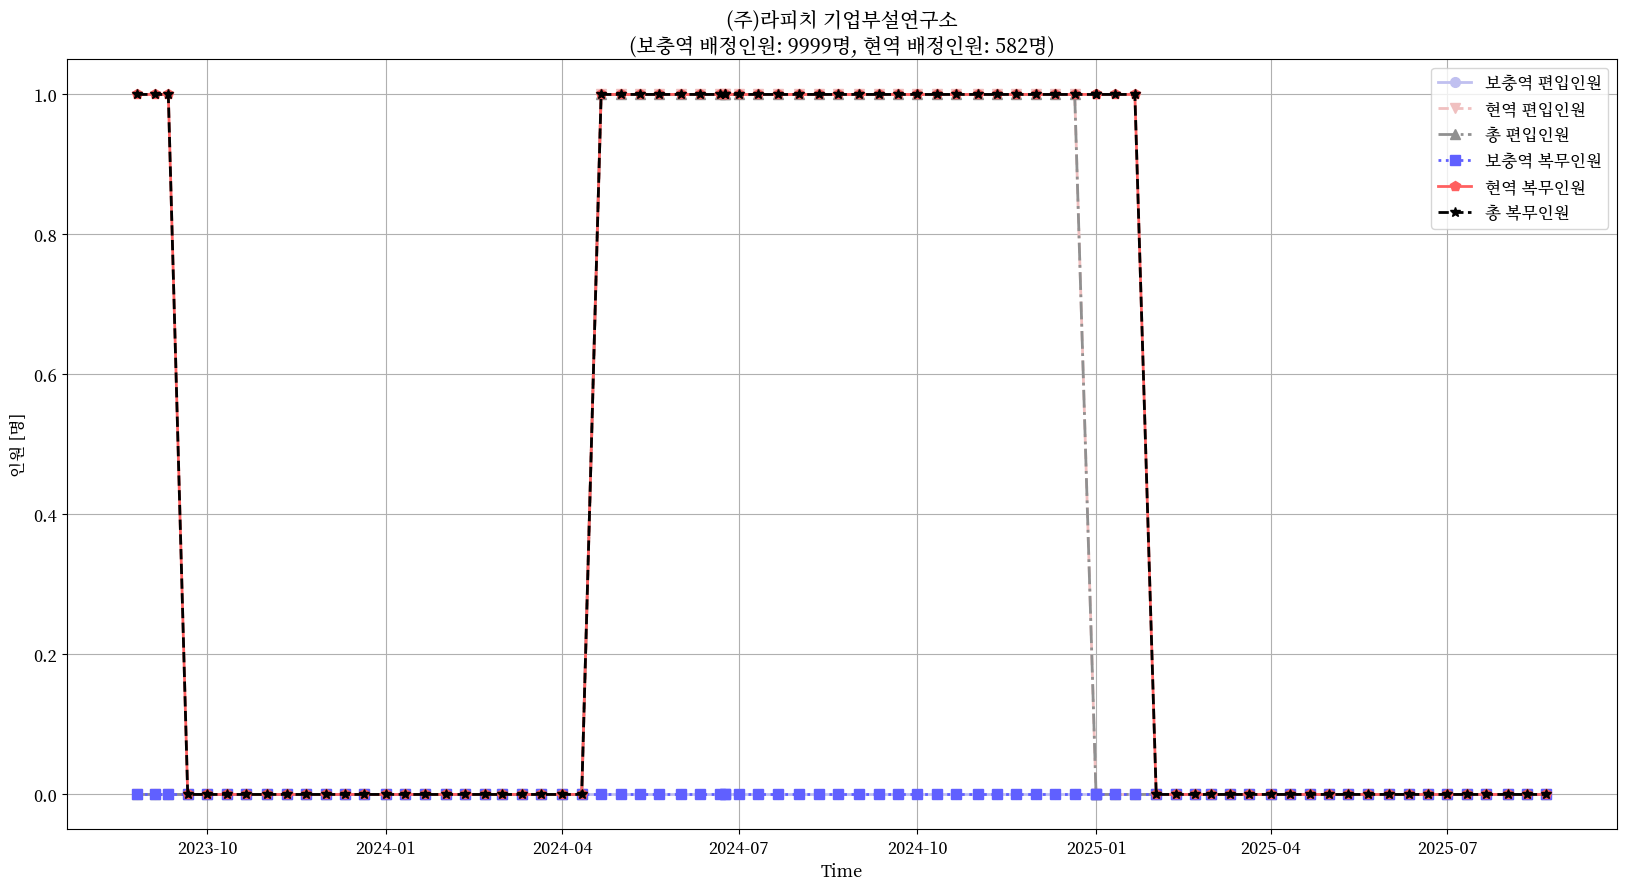 (주)라피치 기업부설연구소
(보충역 배정인원: 9999명, 현역 배정인원: 582명)
보충역 편입인원
현역 편입인원
총 편입인원
보충역 복무인원
현역 복무인원
총 복무인원
인원 [명]
1.0
0.8
0.6
0.4
0.2
0.0
2023-10
2024-01
2024-04
2024-07
2024-10
2025-01
2025-04
2025-07
Time